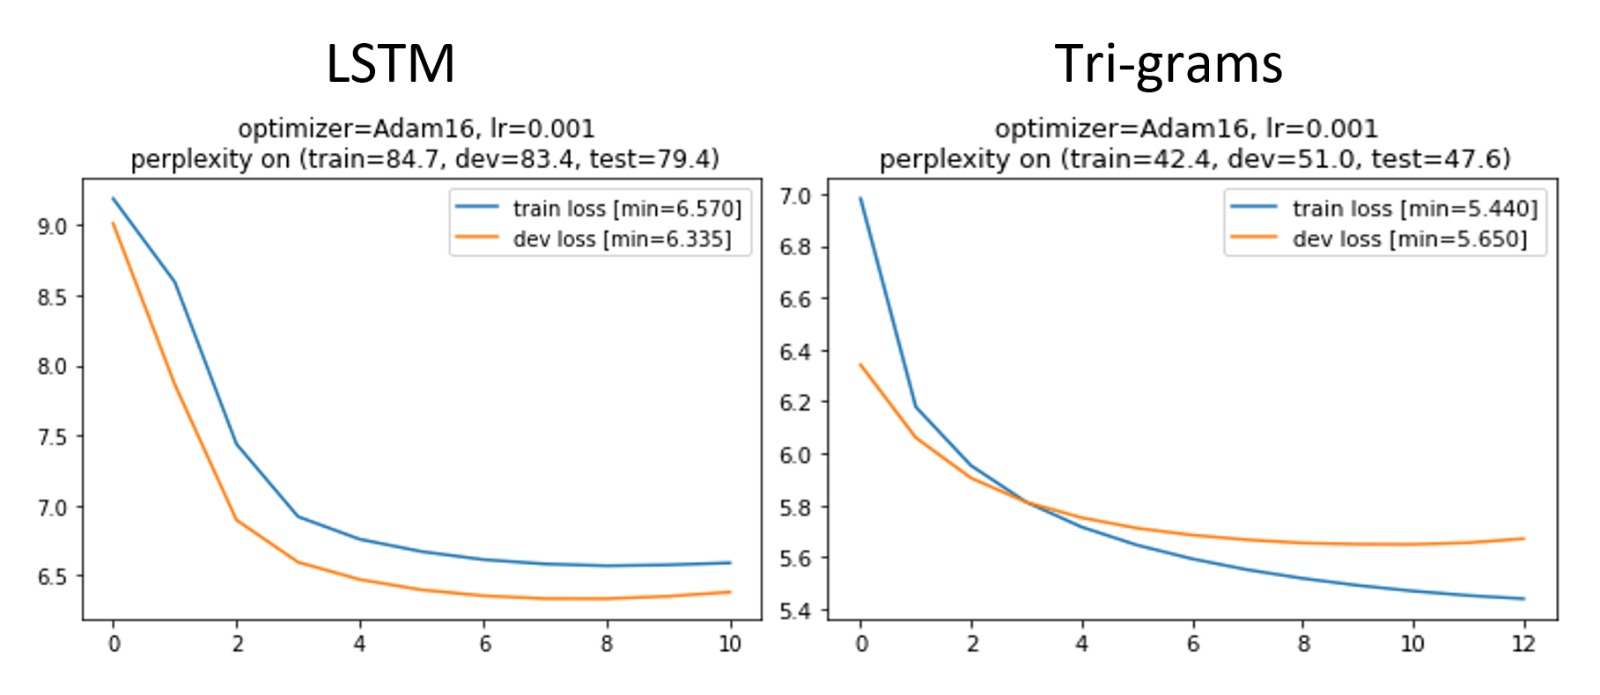 LSTM
optimizer=Adam16, lr=0.001
perplexity on (train=84.7, dev=83.4, test=79.4)
train loss [min=6.570]
dev loss [min=6.335]
9.0
8.5
8.0
7.5
7.0
6.5
0 2 4 6 8 10
Tri-grams
optimizer=Adam16, lr=0.001
perplexity on (train=42.4, dev=51.0, test=47.6)
train loss [min=5.440]
dev loss [min=5.650]
7.0
6.8
6.6
6.4
6.2
6.0
5.8
5.6
5.4
0 2 4 6 8 10 12